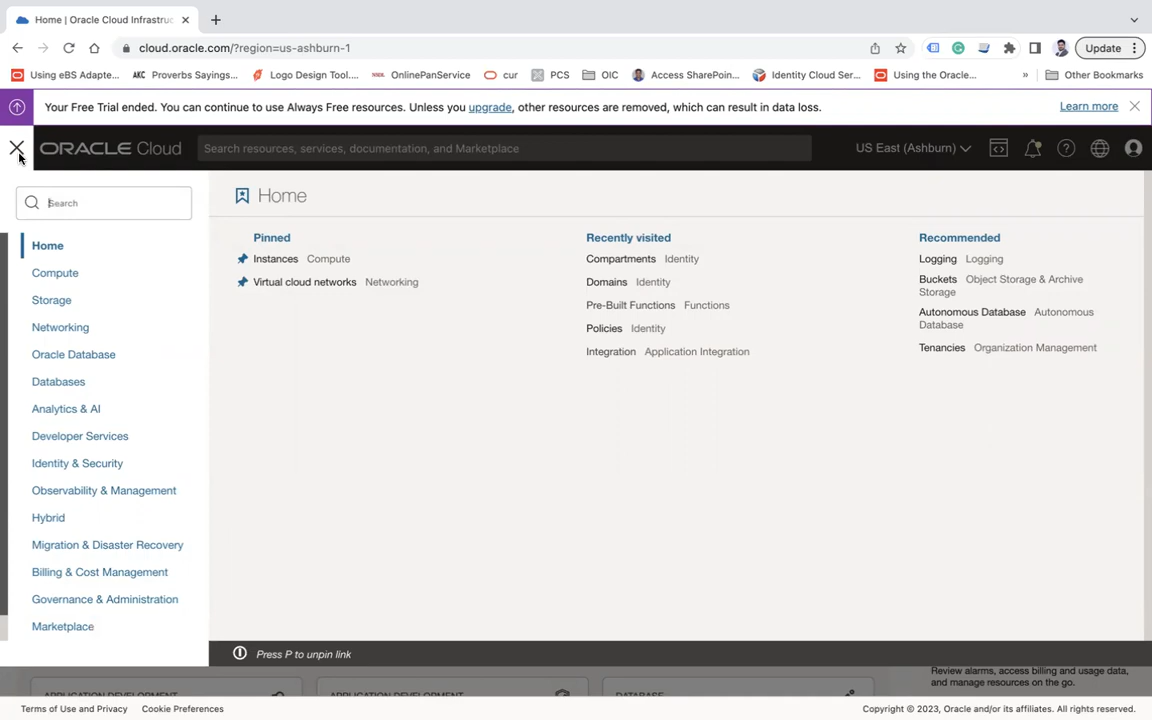 Home | Oracle Cloud Infrastruc
cloud.oracle.com/?region=us-ashburn-1
Update
Using eBS Adapte...
AKC
Proverbs Sayings...
Logo Design Tool....
OnlinePanService
cur
PCS
OIC
Access SharePoin...
Identity Cloud Ser...
Using the Oracle...
»
Other Bookmarks
Your Free Trial ended. You can continue to use Always Free resources. Unless you upgrade, other resources are removed, which can result in data loss.
Learn more
ORACLE Cloud
Search resources, services, documentation, and Marketplace
US East (Ashburn)
Search
Home
Compute
Storage
Networking
Oracle Database
Databases
Analytics & AI
Developer Services
Identity & Security
Observability & Management
Hybrid
Migration & Disaster Recovery
Billing & Cost Management
Governance & Administration
Marketplace
Home
Pinned
Instances Compute
Virtual cloud networks Networking
Recently visited
Compartments Identity
Domains Identity
Pre-Built Functions Functions
Policies Identity
Integration Application Integration
Recommended
Logging Logging
Buckets Object Storage & Archive
Storage
Autonomous Database Autonomous
Database
Tenancies Organization Management
Press P to unpin link
Review alarms, access billing and usage data,
and manage resources on the go.
APPLICATION DEVELOPMENT
APPLICATION DEVELOPMENT
DATABASE
Terms of Use and Privacy
Cookie Preferences
Copyright © 2023, Oracle and/or its affiliates. All rights reserved.